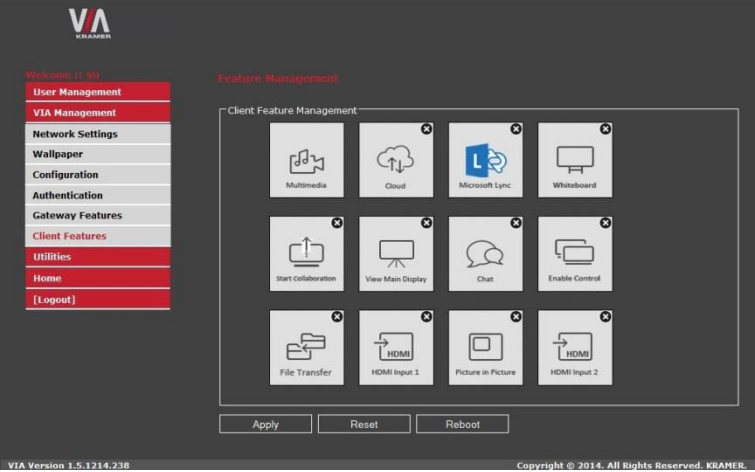 VIA
KRAMER
Welcome :: SU
User Management
VIA Management
Network Settings
Wallpaper
Configuration
Authentication
Gateway Features
Client Features
Utilities
Home
[Logout]
Feature Management
Client Feature Management
Multimedia
Cloud
L
Microsoft Lync
Whiteboard
Start Collaboration
View Main Display
Chat
Enable Control
File Transfer
HDMI
HDMI Input 1
Picture in Picture
HDMI
HDMI Input 2
Apply Reset Reboot
VIA Version 1.5.1214.238 Copyright © 2014. All Rights Reserved. KRAMER.